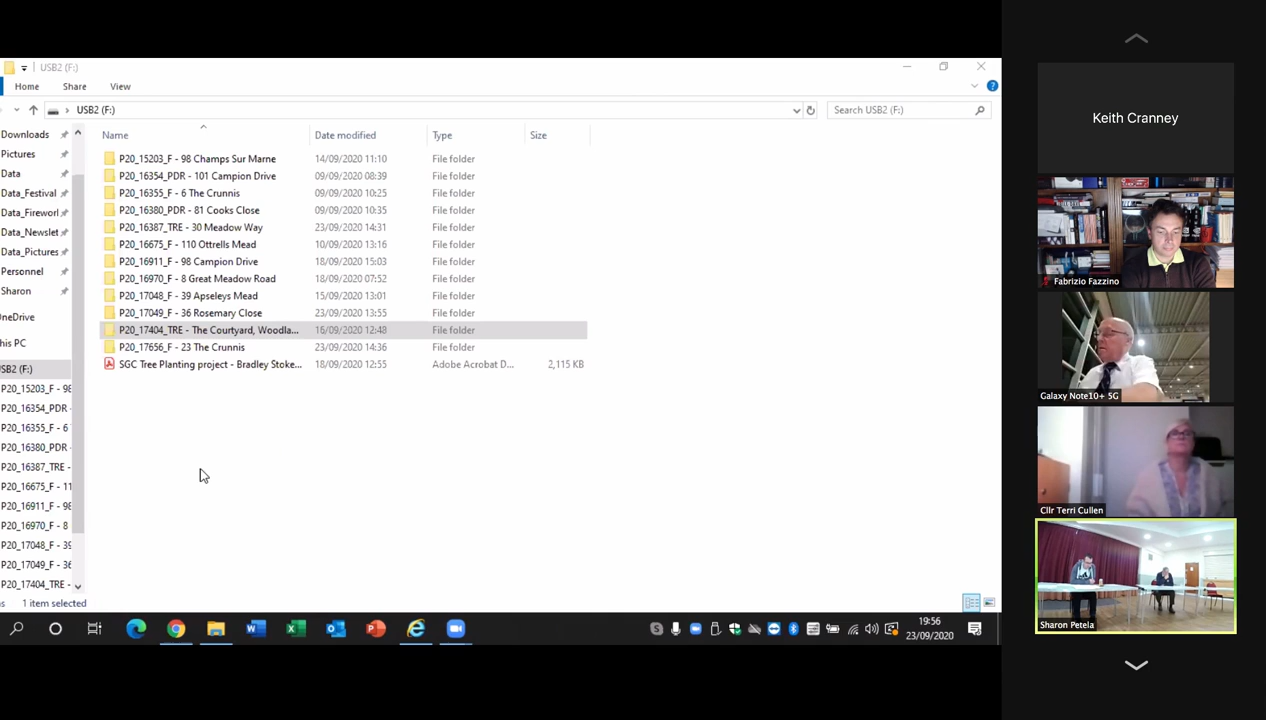 USB2 (F:)
Home Share View
USB2 (F:) Search USB2 (F:)
Name Date modified Type Size
Downloads
Pictures
Data
Data_Festival
Data_Firewor
Data_Newslet
Data_Pictures
Personnel
Sharon
neDrive
his PC
SB2 (F:)
P20_15203_F - 98
P20_16354_PDR -
P20_16355_F - 6
P20_16380_PDR -
P20_16387_TRE -
P20_16675_F - 11
P20_16911_F - 98
P20_16970_F - 8
P20_17048_F - 39
P20_17049_F - 36
P20_17404_TRE -
P20_15203_F - 98 Champs Sur Marne 14/09/2020 11:10 File folder
P20_16354_PDR - 101 Campion Drive 09/09/2020 08:39 File folder
P20_16355_F - 6 The Crunnis 09/09/2020 10:25 File folder
P20_16380_PDR - 81 Cooks Close 09/09/2020 10:35 File folder
P20_16387_TRE - 30 Meadow Way 23/09/2020 14:31 File folder
P20_16675_F - 110 Ottrells Mead 10/09/2020 13:16 File folder
P20_16911_F - 98 Campion Drive 18/09/2020 15:03 File folder
P20_16970_F - 8 Great Meadow Road 18/09/2020 07:52 File folder
P20_17048_F - 39 Apseleys Mead 15/09/2020 13:01 File folder
P20_17049_F - 36 Rosemary Close 23/09/2020 13:55 File folder
P20_17404_TRE - The Courtyard, Woodla... 16/09/2020 12:48 File folder
P20_17656_F - 23 The Crunnis 23/09/2020 14:36 File folder
SGC Tree Planting project - Bradley Stoke... 18/09/2020 12:55 Adobe Acrobat D... 2,115 KB
s 1 item selected
19:56
23/09/2020
Keith Cranney
Fabrizio Fazzino
Galaxy Note10+ 5G
Cllr Terri Cullen
Sharon Petela